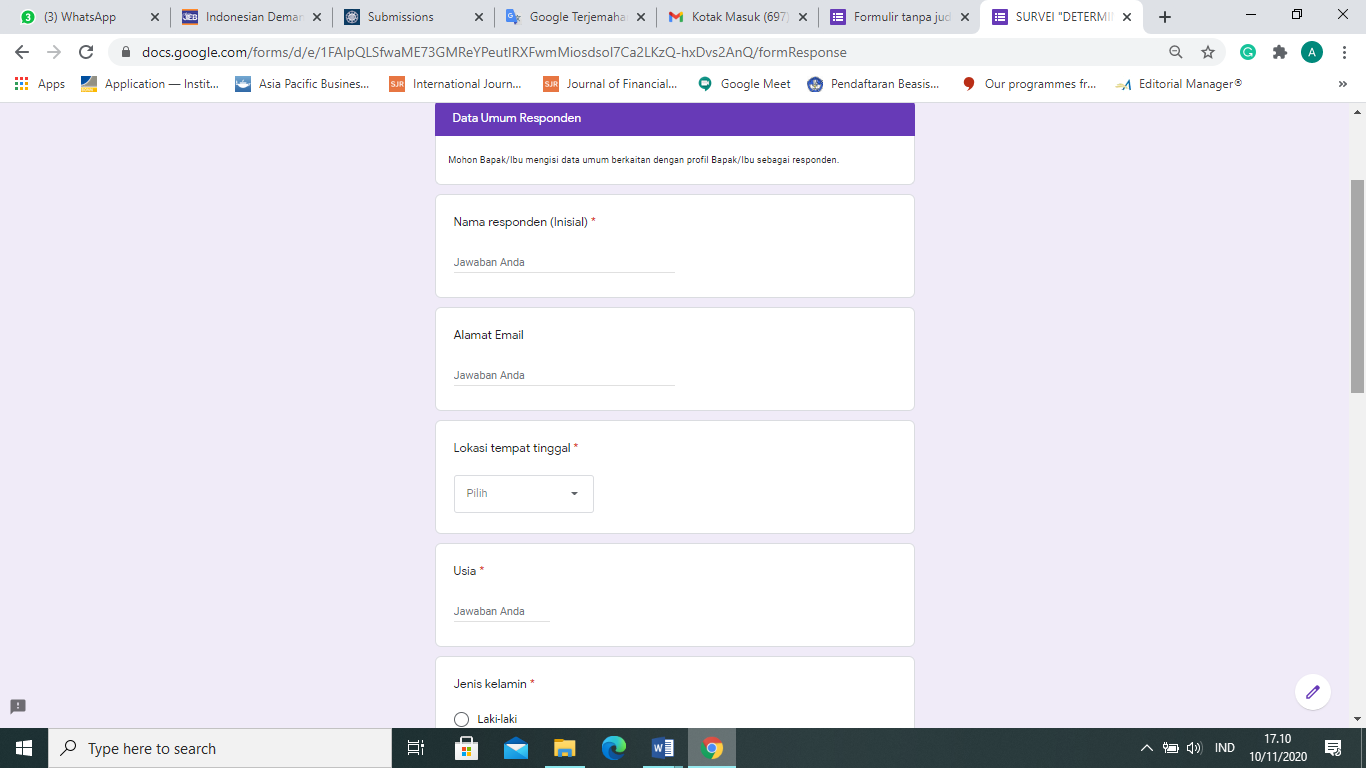 (3) WhatsApp
Indonesian Deman
Submissions
Google Terjemaha
Kotak Masuk (697)
Formulir tanpa jud
SURVEI "DETERMI
docs.google.com/forms/d/e/1FAIpQLSfwaME73GMReYPeutIRXFwmMiosdsoI7Ca2LKzQ-hxDvs2AnQ/formResponse
A
Apps
Application — Instit...
Asia Pacific Busines...
SJR International Journ...
SJR Journal of Financial...
Google Meet
Pendaftaran Beasis...
Our programmes fr...
Editorial Manager®
»
Data Umum Responden
Mohon Bapak/Ibu mengisi data umum berkaitan dengan profil Bapak/Ibu sebagai responden.
Nama responden (Inisial) *
Jawaban Anda
Alamat Email
Jawaban Anda
Lokasi tempat tinggal *
Pilih
Usia *
Jawaban Anda
Jenis kelamin *
Laki-laki
Type here to search
IND
17.10
10/11/2020